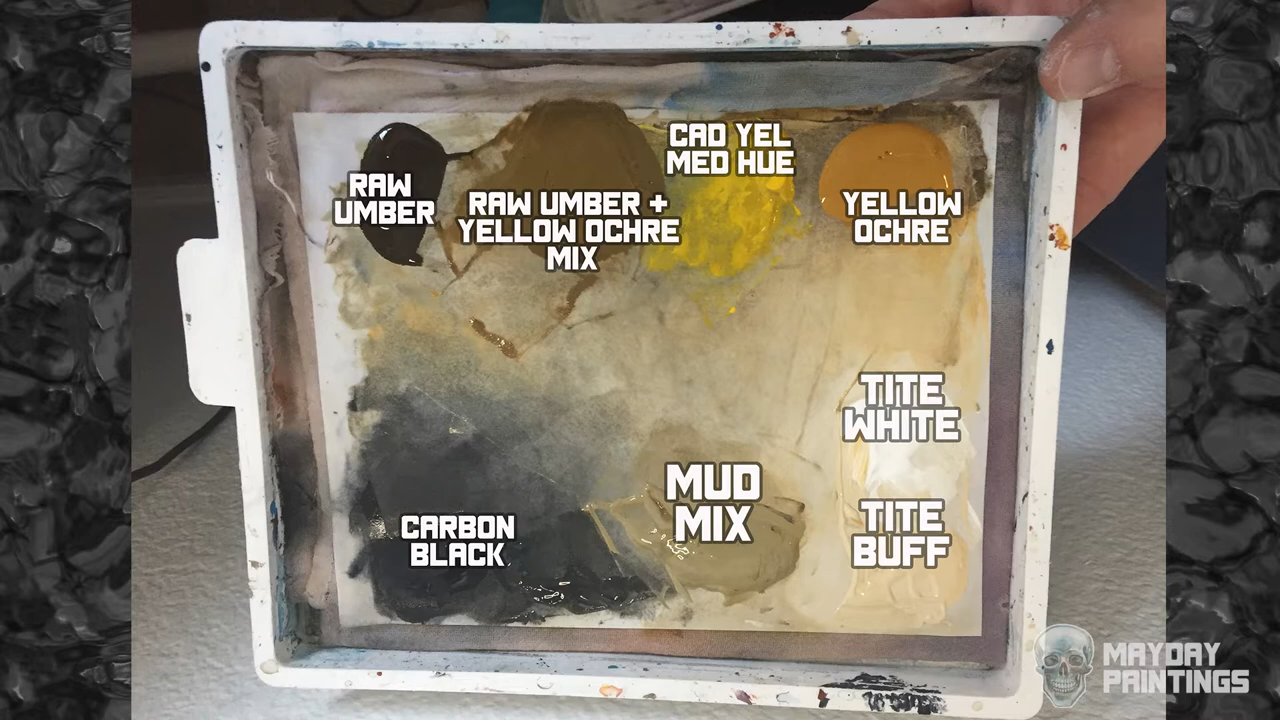 CAD YEL
MED HUE
RAW
UMBER
RAW UMBER +
YELLOW OCHRE
MIX
YELLOW
OCHRE
TITE
WHITE
MUD
MIX
TITE
BUFF
CARBON
BLACK
MAYDAY
PAINTINGS